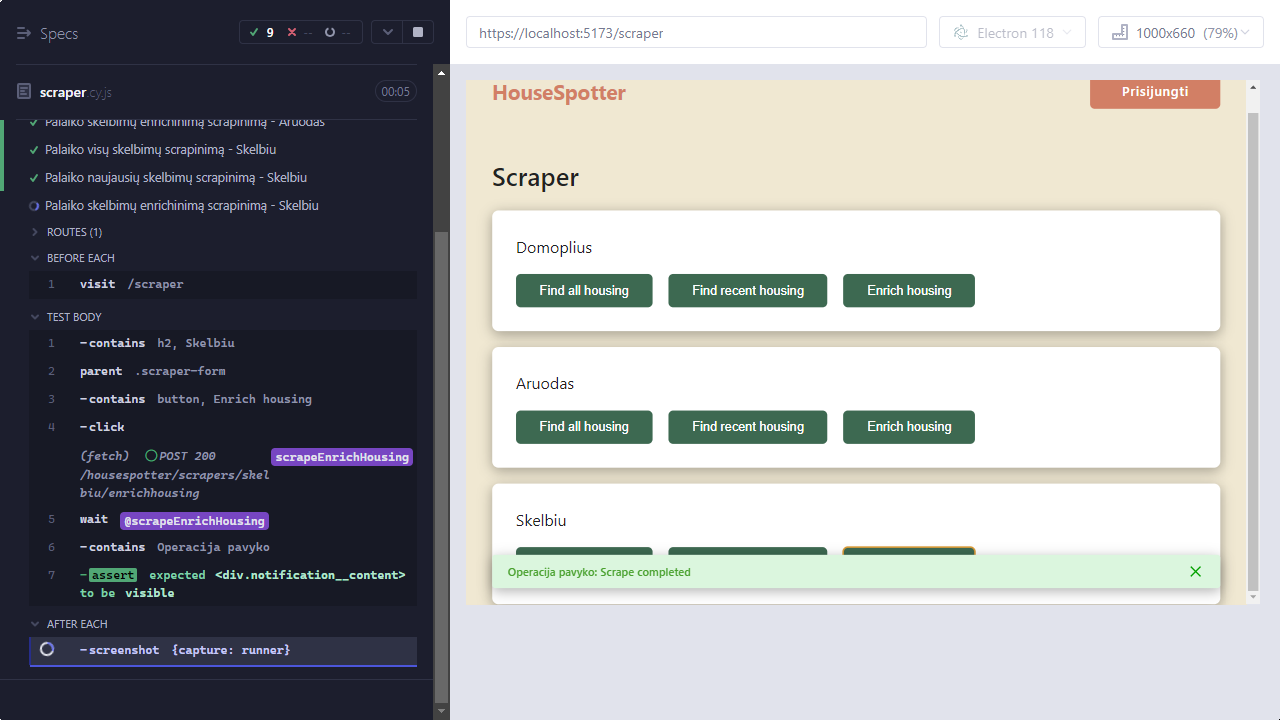 Specs
9
--
--
scraper.cy.js
00:05
Palaiko skelbimų enrichinimą scrapinimą - Aruodas
Palaiko visų skelbimų scrapinimą - Skelbiu
Palaiko naujausių skelbimų scrapinimą - Skelbiu
Palaiko skelbimų enrichinimą scrapinimą - Skelbiu
ROUTES (1)
BEFORE EACH
1 visit /scraper
TEST BODY
1 -contains h2, Skelbiu
2 parent .scraper-form
3 -contains button, Enrich housing
4 -click
(fetch) POST 200 scrapeEnrichHousing
/housespotter/scrapers/skel
biu/enrichhousing
5 wait @scrapeEnrichHousing
6 -contains Operacija pavyko
7 -assert expected <div.notification__content>
to be visible
AFTER EACH
-screenshot {capture: runner}
https://localhost:5173/scraper
Electron 118
1000x660 (79%)
HouseSpotter
Prisijungti
Scraper
Domoplius
Find all housing
Find recent housing
Enrich housing
Aruodas
Find all housing
Find recent housing
Enrich housing
Skelbiu
Operacija pavyko: Scrape completed